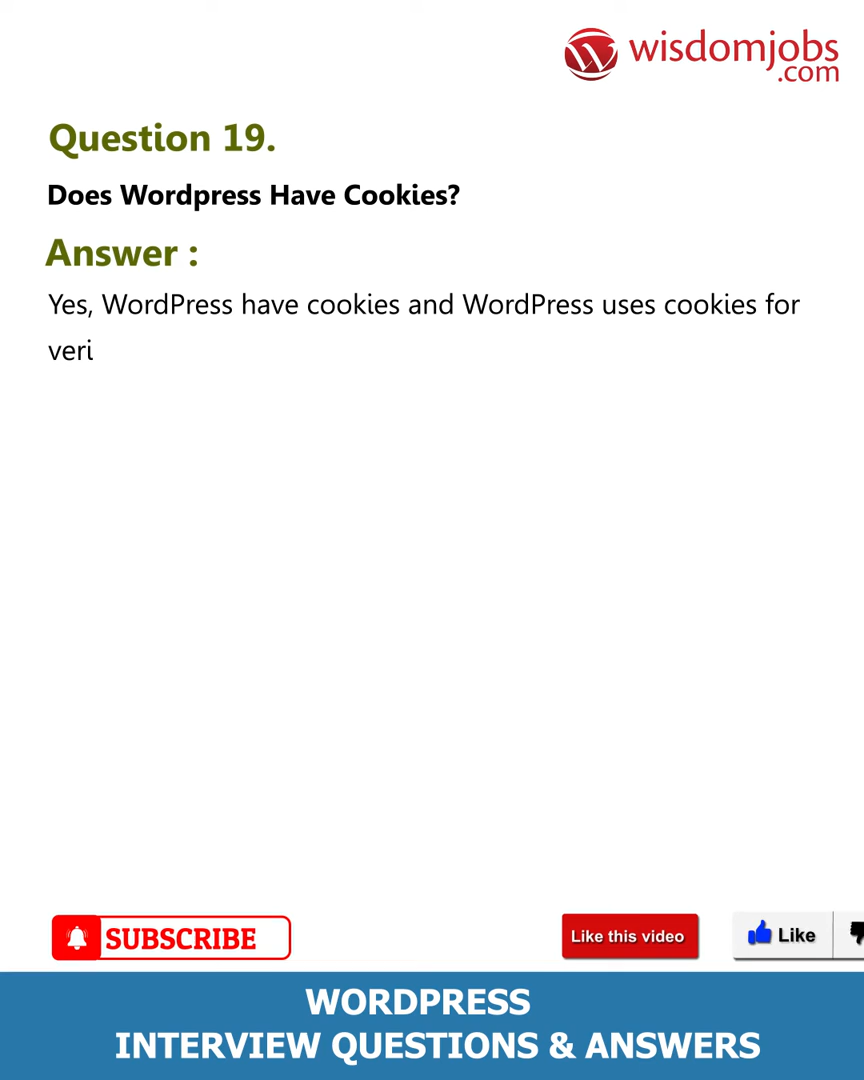 wisdomjobs
.com
Question 19.
Does Wordpress Have Cookies?
Answer :
Yes, WordPress have cookies and WordPress uses cookies for
veri
SUBSCRIBE
Like this video
Like
WORDPRESS
INTERVIEW QUESTIONS & ANSWERS